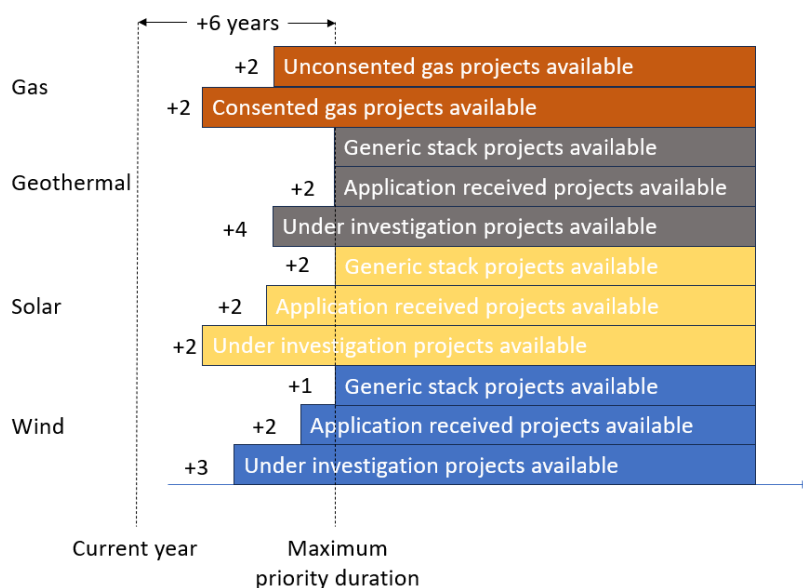 +6 years
Gas
+2 Unconsented gas projects available
+2 Consented gas projects available
Geothermal
Generic stack projects available
+2 Application received projects available
+4 Under investigation projects available
Solar
+2 Generic stack projects available
+2 Application received projects available
+2 Under investigation projects available
Wind
+1 Generic stack projects available
+2 Application received projects available
+3 Under investigation projects available
Current year
Maximum
priority duration